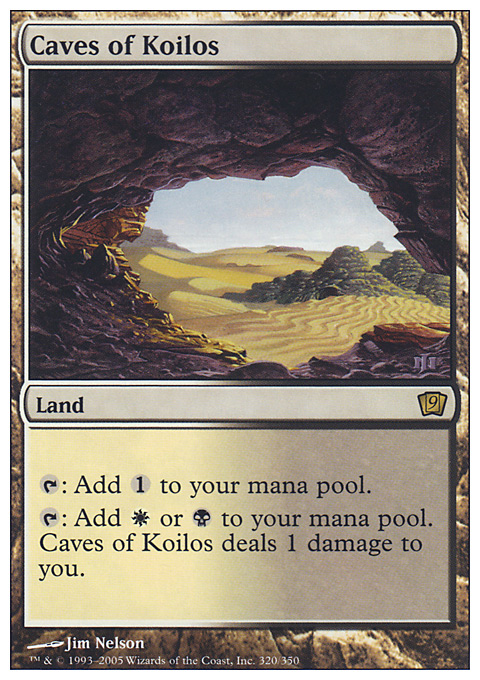 Caves of Koilos
Land
9
: Add 1 to your mana pool.
: Add or to your mana pool.
Caves of Koilos deals 1 damage to
you.
Jim Nelson
™ & © 1993–2005 Wizards of the Coast, Inc. 320/350